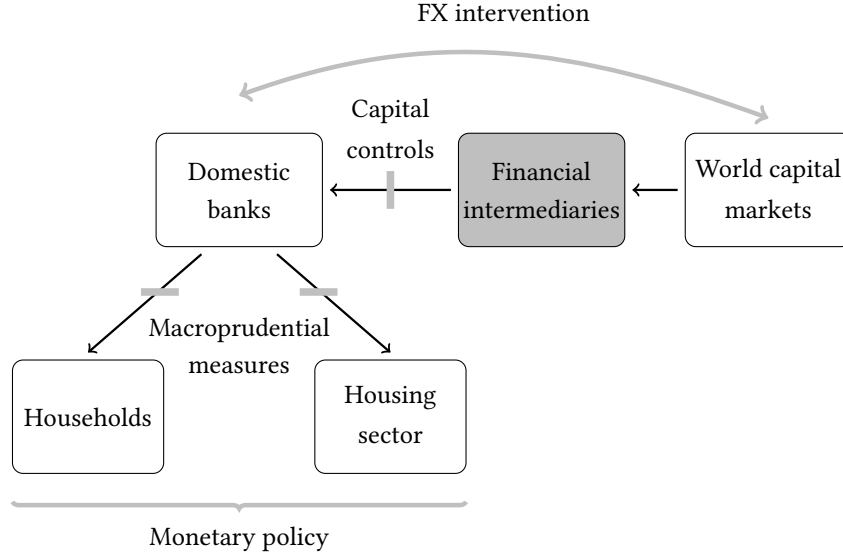 FX intervention
Capital
controls
Domestic
banks
Financial
intermediaries
World capital
markets
Macroprudential
measures
Households
Housing
sector
Monetary policy